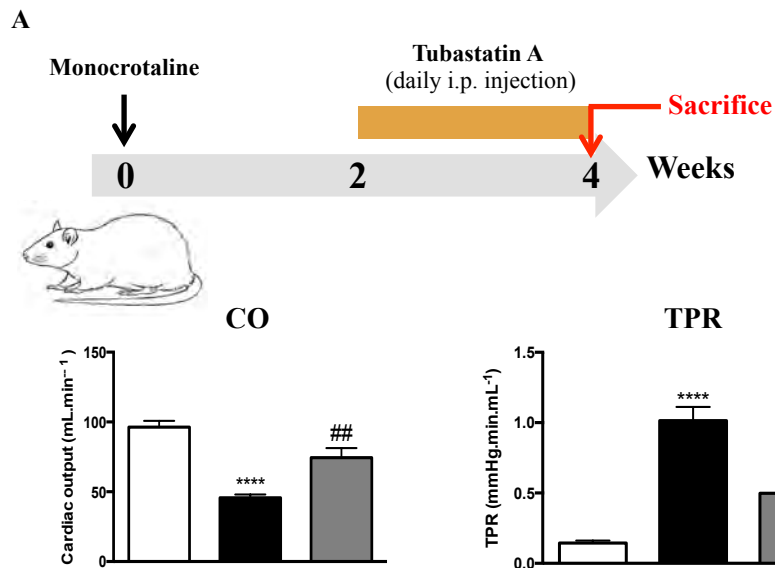 A
Tubastatin A
Monocrotaline
(daily i.p. injection)
Sacrifice
0
2
4
Weeks
CO
TPR
Cardiac output (mL.min-⁻¹)
150
100
50
0
****
##
TPR (mmHg.min.mL⁻¹)
1.5
1.0
0.5
0.0
****